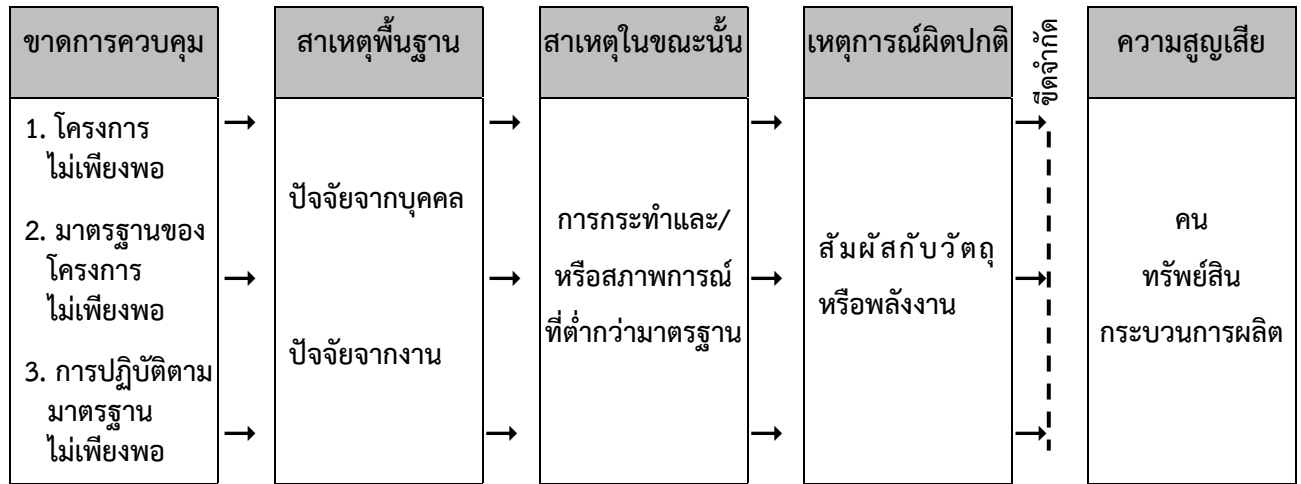 ขาดการควบคุม
1. โครงการ
ไม่เพียงพอ
2. มาตรฐานของ
โครงการ
ไม่เพียงพอ
3. การปฏิบัติตาม
มาตรฐาน
ไม่เพียงพอ
สาเหตุพื้นฐาน
ปัจจัยจากบุคคล
ปัจจัยจากงาน
สาเหตุในขณะนั้น
การกระทำและ/
หรือสภาพการณ์
ที่ต่ำกว่ามาตรฐาน
เหตุการณ์ผิดปกติ
สัมผัสกับวัตถุ
หรือพลังงาน
ขีดจำกัด
ความสูญเสีย
คน
ทรัพย์สิน
กระบวนการผลิต